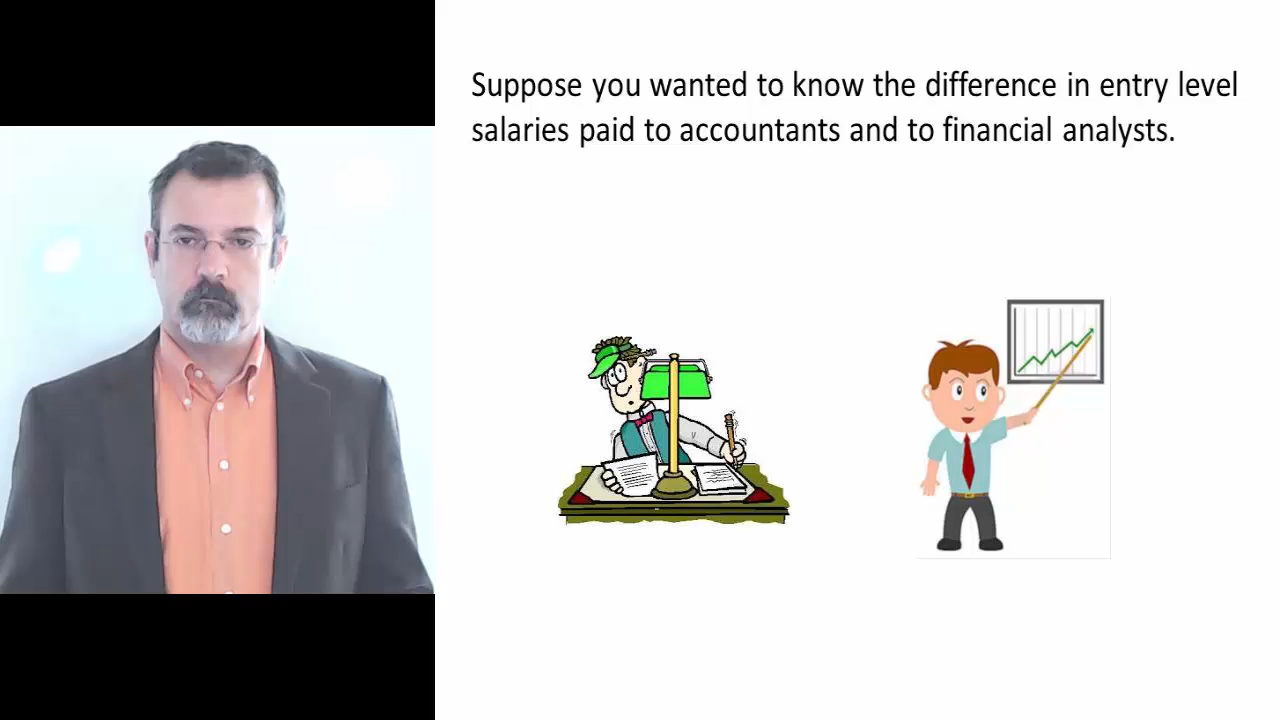 Suppose you wanted to know the difference in entry level
salaries paid to accountants and to financial analysts.